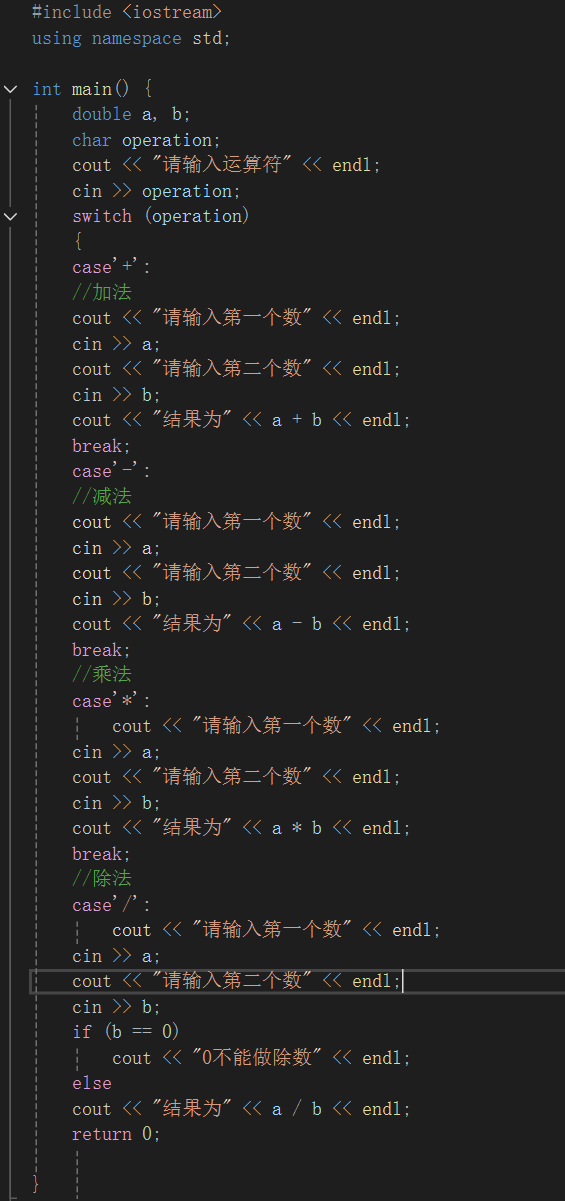 #include <iostream>
using namespace std;
int main() {
double a, b;
char operation;
cout << "请输入运算符" << endl;
cin >> operation;
switch (operation)
{
case'+':
//加法
cout << "请输入第一个数" << endl;
cin >> a;
cout << "请输入第二个数" << endl;
cin >> b;
cout << "结果为" << a + b << endl;
break;
case'-':
//减法
cout << "请输入第一个数" << endl;
cin >> a;
cout << "请输入第二个数" << endl;
cin >> b;
cout << "结果为" << a - b << endl;
break;
//乘法
case'*':
cout << "请输入第一个数" << endl;
cin >> a;
cout << "请输入第二个数" << endl;
cin >> b;
cout << "结果为" << a * b << endl;
break;
//除法
case'/':
cout << "请输入第一个数" << endl;
cin >> a;
cout << "请输入第二个数" << endl;
cin >> b;
if (b == 0)
cout << "0不能做除数" << endl;
else
cout << "结果为" << a / b << endl;
return 0;
}